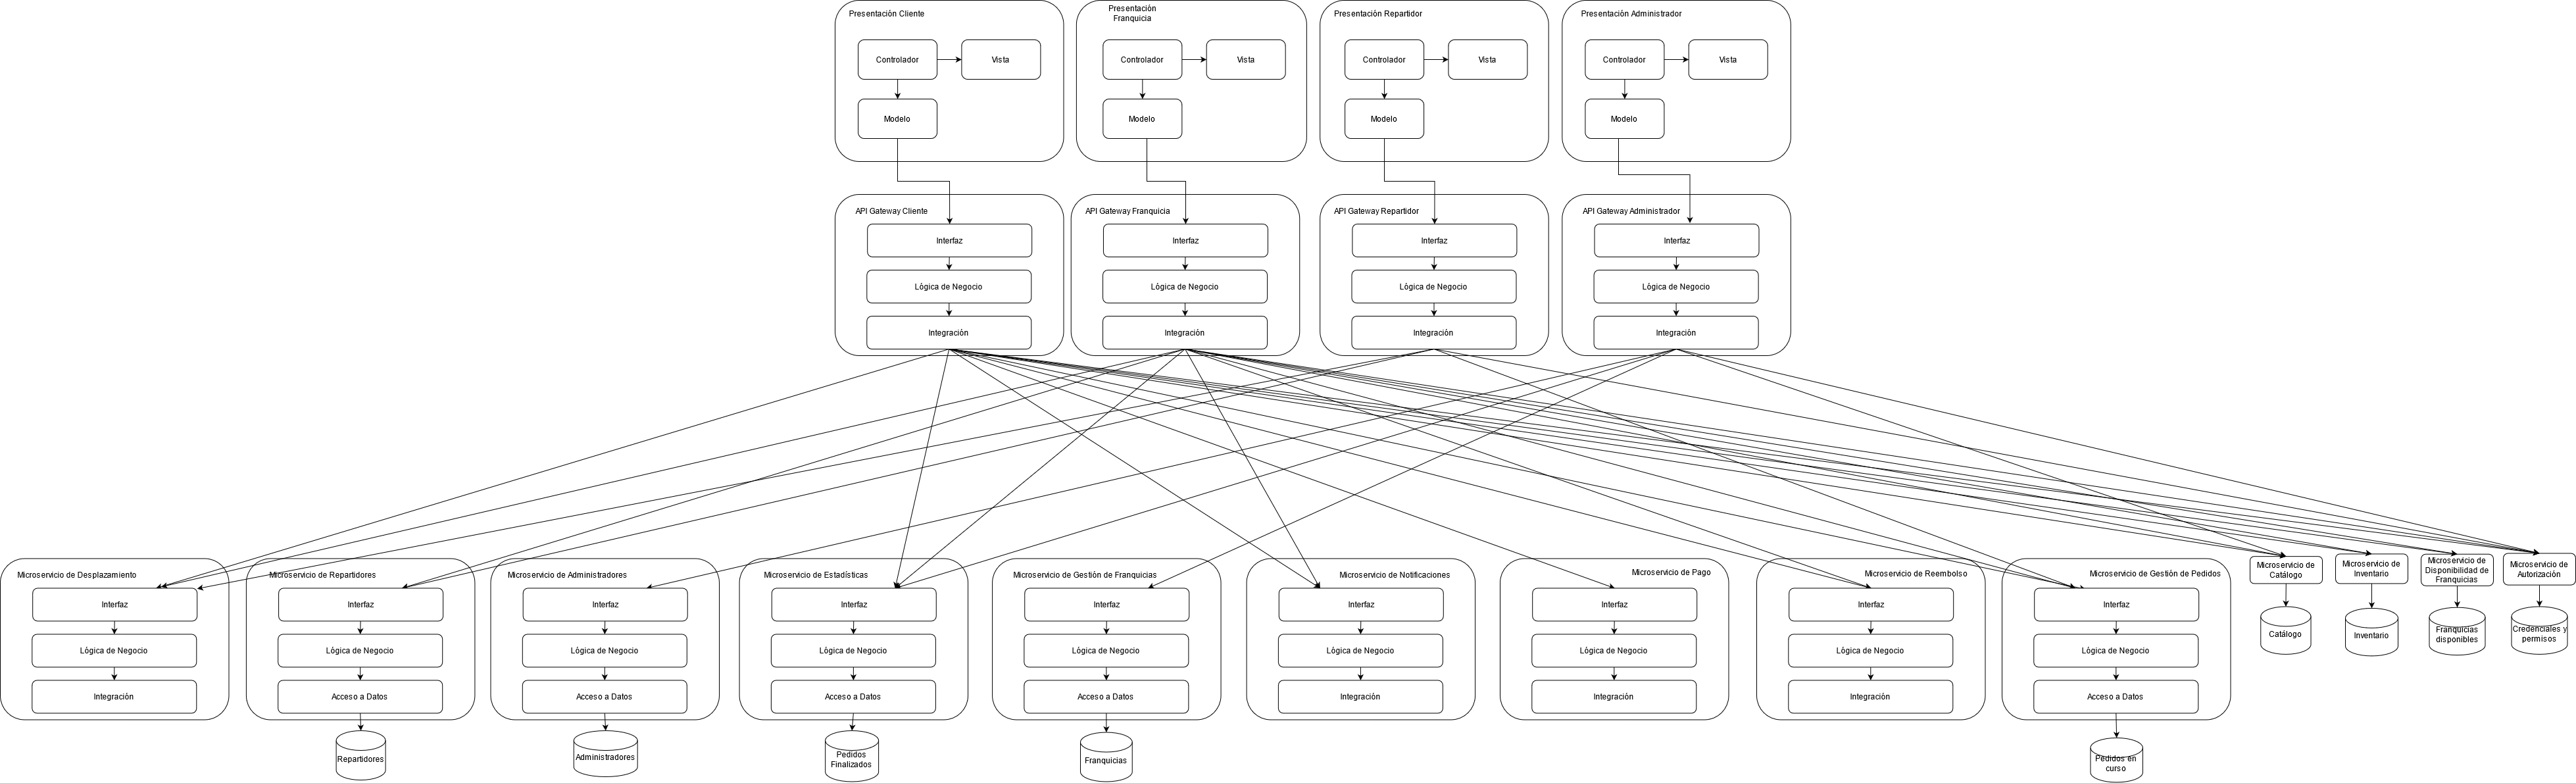 Presentación Cliente
Controlador
Vista
Modelo
Presentación
Franquicia
Controlador
Vista
Modelo
Presentación Repartidor
Controlador
Vista
Modelo
Presentación Administrador
Controlador
Vista
Modelo
API Gateway Cliente
Interfaz
Lógica de Negocio
Integración
API Gateway Franquicia
Interfaz
Lógica de Negocio
Integración
API Gateway Repartidor
Interfaz
Lógica de Negocio
Integración
API Gateway Administrador
Interfaz
Lógica de Negocio
Integración
Microservicio de Desplazamiento
Interfaz
Lógica de Negocio
Integración
Microservicio de Repartidores
Interfaz
Lógica de Negocio
Acceso a Datos
Repartidores
Microservicio de Administradores
Interfaz
Lógica de Negocio
Acceso a Datos
Administradores
Microservicio de Estadísticas
Interfaz
Lógica de Negocio
Acceso a Datos
Pedidos
Finalizados
Microservicio de Gestión de Franquicias
Interfaz
Lógica de Negocio
Acceso a Datos
Franquicias
Microservicio de Notificaciones
Interfaz
Lógica de Negocio
Integración
Microservicio de Pago
Interfaz
Lógica de Negocio
Integración
Microservicio de Reembolso
Interfaz
Lógica de Negocio
Integración
Microservicio de Gestión de Pedidos
Interfaz
Lógica de Negocio
Acceso a Datos
Pedidos en
curso
Microservicio de
Catálogo
Catálogo
Microservicio de
Inventario
Inventario
Microservicio de
Disponibilidad de
Franquicias
Franquicias
disponibles
Microservicio de
Autorización
Credenciales y
permisos